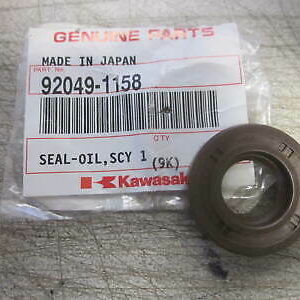 GENUINE PARTS
MADE IN JAPAN
PART No.
92049-1158
QTY
SEAL-OIL,SCY 1
(9K)
Kawasaki